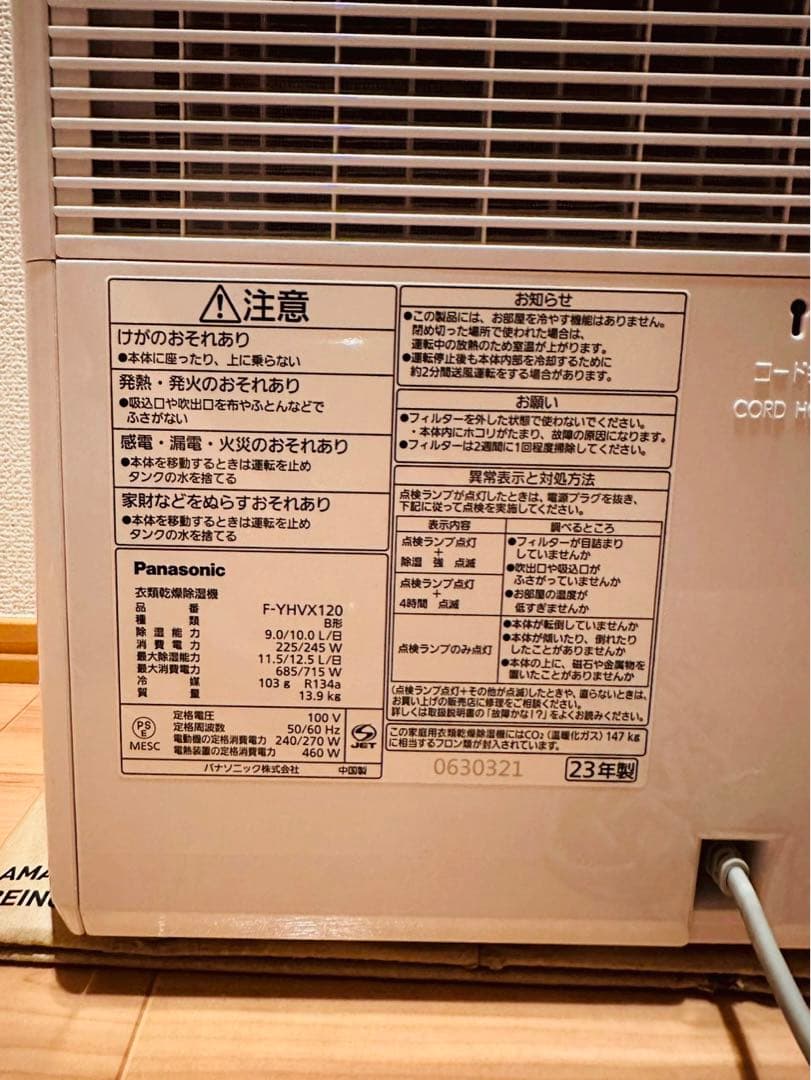 ⚠注意
けがのおそれあり
●本体に座ったり、上に乗らない
発熱・発火のおそれあり
●吸込口や吹出口を布やふとんなどで
ふさがない
感電・漏電・火災のおそれあり
●本体を移動するときは運転を止め
タンクの水を捨てる
家財などをぬらすおそれあり
●本体を移動するときは運転を止め
タンクの水を捨てる
Panasonic
衣類乾燥除湿機
品番 F-YHVX120
種類 B形
除湿能力 9.0/10.0 L/日
消費電力 225/245 W
最大除湿能力 11.5/12.5 L/日
最大消費電力 685/715 W
冷媒 103 g R134a
質量 13.9 kg
PS
E
MESC
定格電圧 100 V
定格周波数 50/60 Hz
電動機の定格消費電力 240/270 W
電熱装置の定格消費電力 460 W
JET
パナソニック株式会社 中国製
お知らせ
●この製品には、お部屋を冷やす機能はありません。
閉め切った場所で使われた場合は、
運転中の放熱のため室温が上がります。
●運転停止後も本体内部を冷却するために
約2分間送風運転をする場合があります。
お願い
●フィルターを外した状態で使わないでください。
・本体内にホコリがたまり、故障の原因になります。
●フィルターは2週間に1回程度掃除してください。
異常表示と対処方法
点検ランプが点灯したときは、電源プラグを抜き、
下記に従って点検を実施してください。
表示内容 調べるところ
点検ランプ点灯
+
除湿 強 点滅
点検ランプ点灯
+
4時間 点滅
●フィルターが目詰まり
していませんか
●吹出口や吸込口が
ふさがっていませんか
●お部屋の温度が
低すぎませんか
点検ランプのみ点灯
●本体が転倒していませんか
●本体が傾いたり、倒れたり
したことがありませんか
●本体の上に、磁石や金属物を
置いたことがありませんか
(点検ランプ点灯+その他が点滅)したときや、直らないときは、
お買い上げの販売店に修理をご相談ください。
詳しくは取扱説明書の「故障かな!?」をよくお読みください。
この家庭用衣類乾燥除湿機にはCO₂(温暖化ガス)147 kg
に相当するフロン類が封入されています。
0630321
23年製
コード
CORD H
AMA
EIN